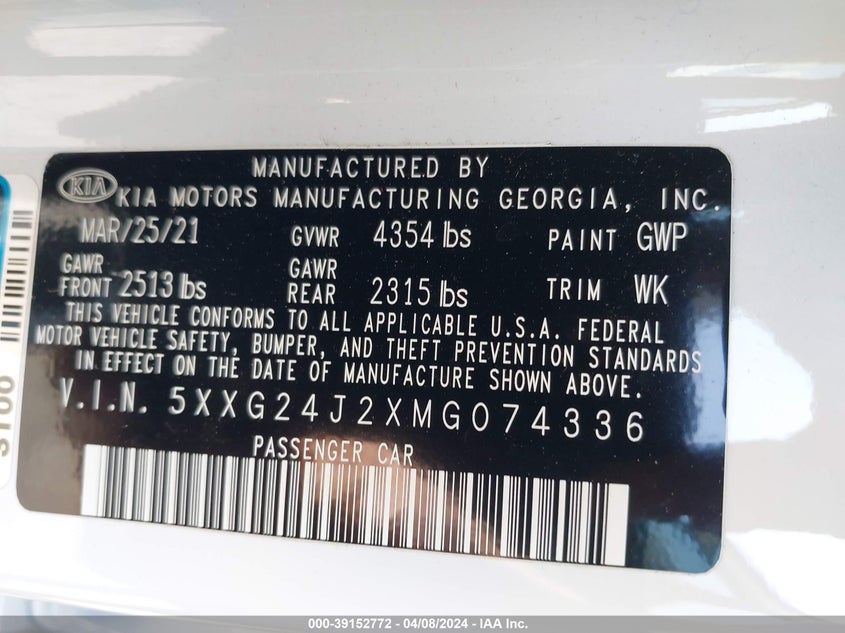 MANUFACTURED BY
KIA KIA MOTORS MANUFACTURING GEORGIA, INC.
MAR/25/21 GVWR 4354 lbs PAINT GWP
GAWR FRONT 2513 lbs GAWR REAR 2315 lbs TRIM WK
THIS VEHICLE CONFORMS TO ALL APPLICABLE U.S.A. FEDERAL
MOTOR VEHICLE SAFETY, BUMPER, AND THEFT PREVENTION STANDARDS
IN EFFECT ON THE DATE OF MANUFACTURE SHOWN ABOVE.
V.I.N. 5XXG24J2XMG074336
PASSENGER CAR
000-39152772 - 04/08/2024 - IAA Inc.